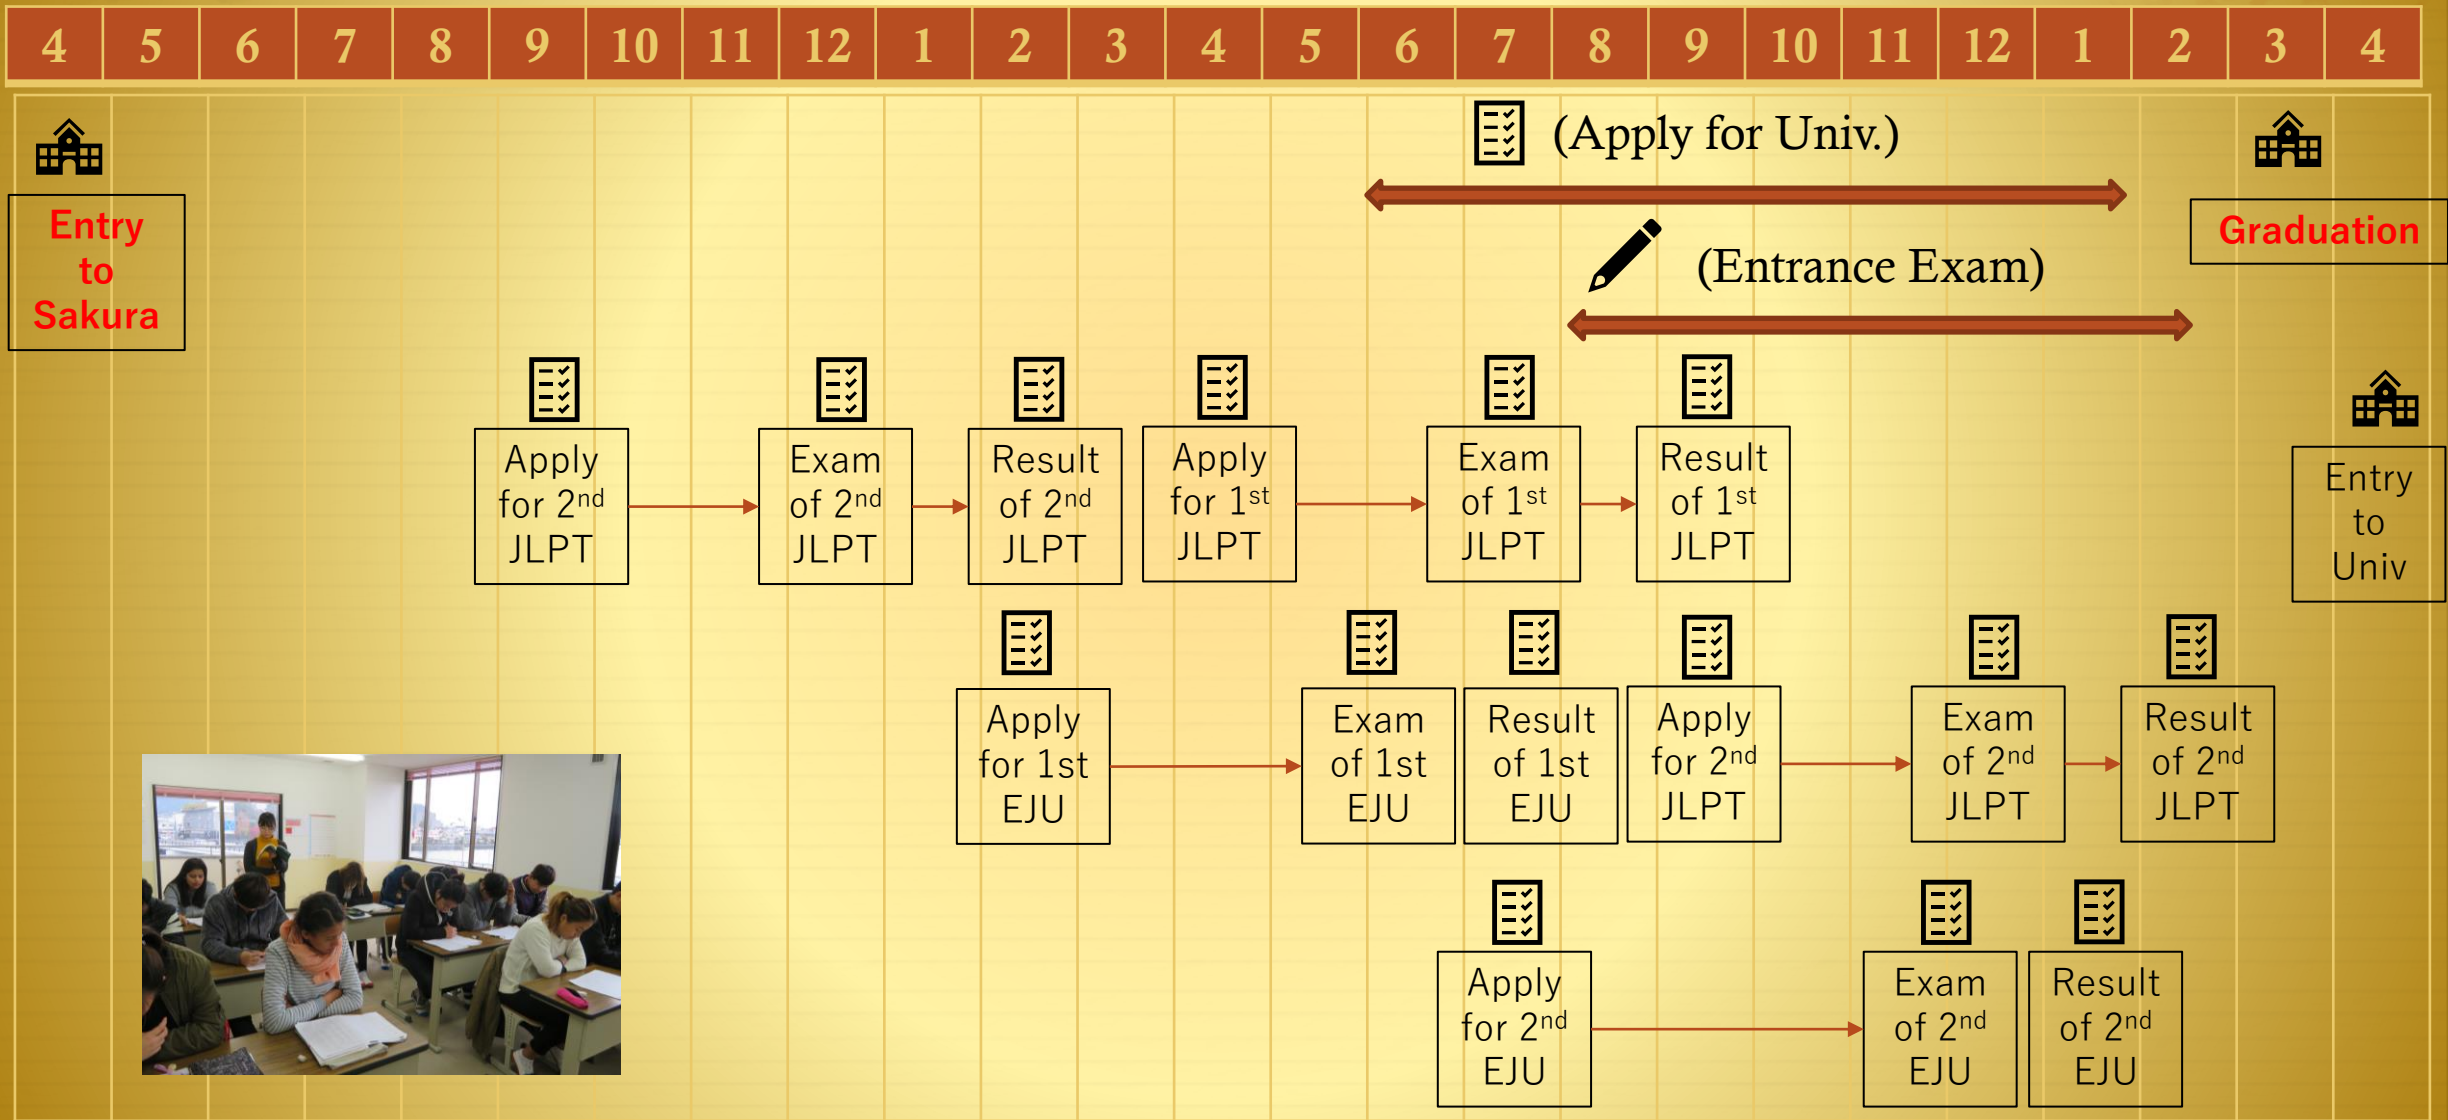 4 5 6 7 8 9 10 11 12 1 2 3 4 5 6 7 8 9 10 11 12 1 2 3 4
(Apply for Univ.)
Entry
to
Sakura
Graduation
(Entrance Exam)
Apply
for 2nd
JLPT
Exam
of 2nd
JLPT
Result
of 2nd
JLPT
Apply
for 1st
JLPT
Exam
of 1st
JLPT
Result
of 1st
JLPT
Entry
to
Univ
Apply
for 1st
EJU
Exam
of 1st
EJU
Result
of 1st
EJU
Apply
for 2nd
JLPT
Exam
of 2nd
JLPT
Result
of 2nd
JLPT
Apply
for 2nd
EJU
Exam
of 2nd
EJU
Result
of 2nd
EJU